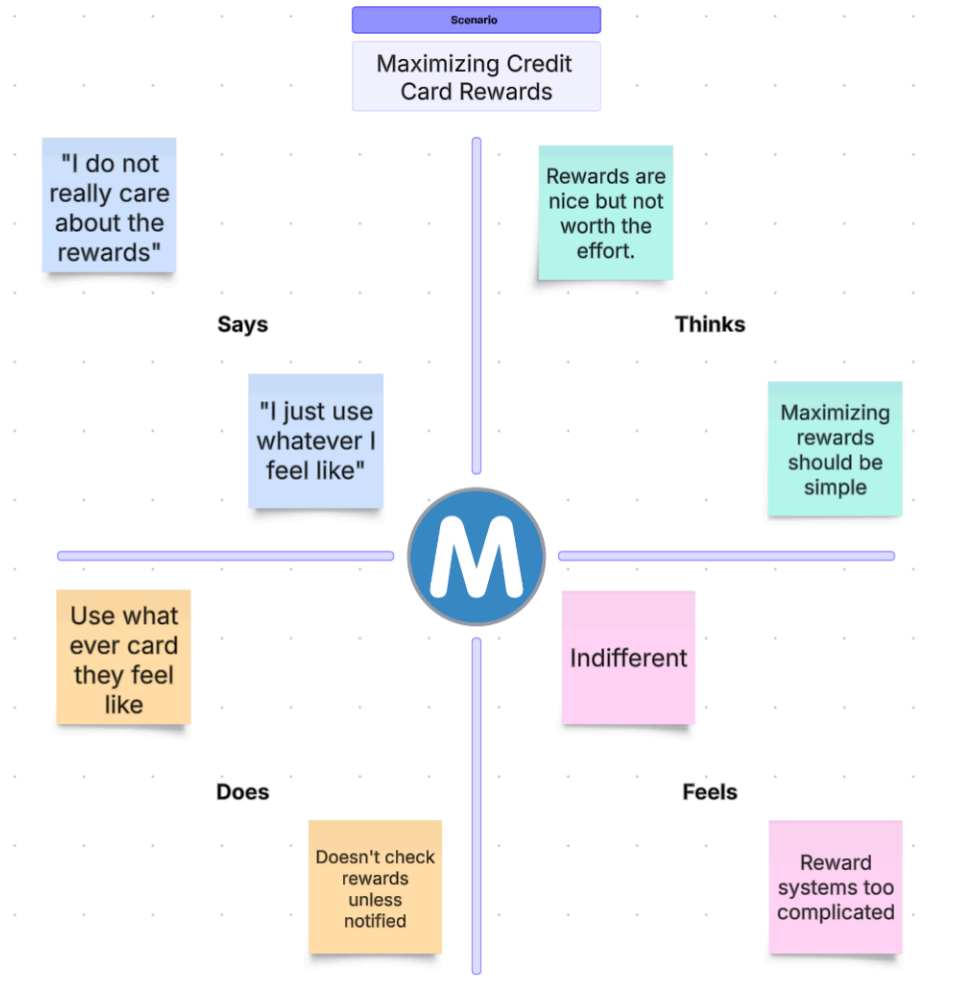 Scenario
Maximizing Credit
Card Rewards
"I do not
really care
about the
rewards"
Rewards are
nice but not
worth the
effort.
Says
Thinks
"I just use
whatever I
feel like"
Maximizing
rewards
should be
simple
M
Use what
ever card
they feel
like
Indifferent
Does
Feels
Doesn't check
rewards
unless
notified
Reward
systems too
complicated